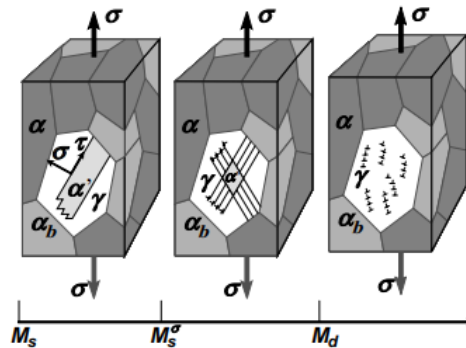 σ σ σ
α α α
σ τ
α' γ γ α' γ
α_b α_b α_b
σ σ σ
M_s M_s^σ M_d